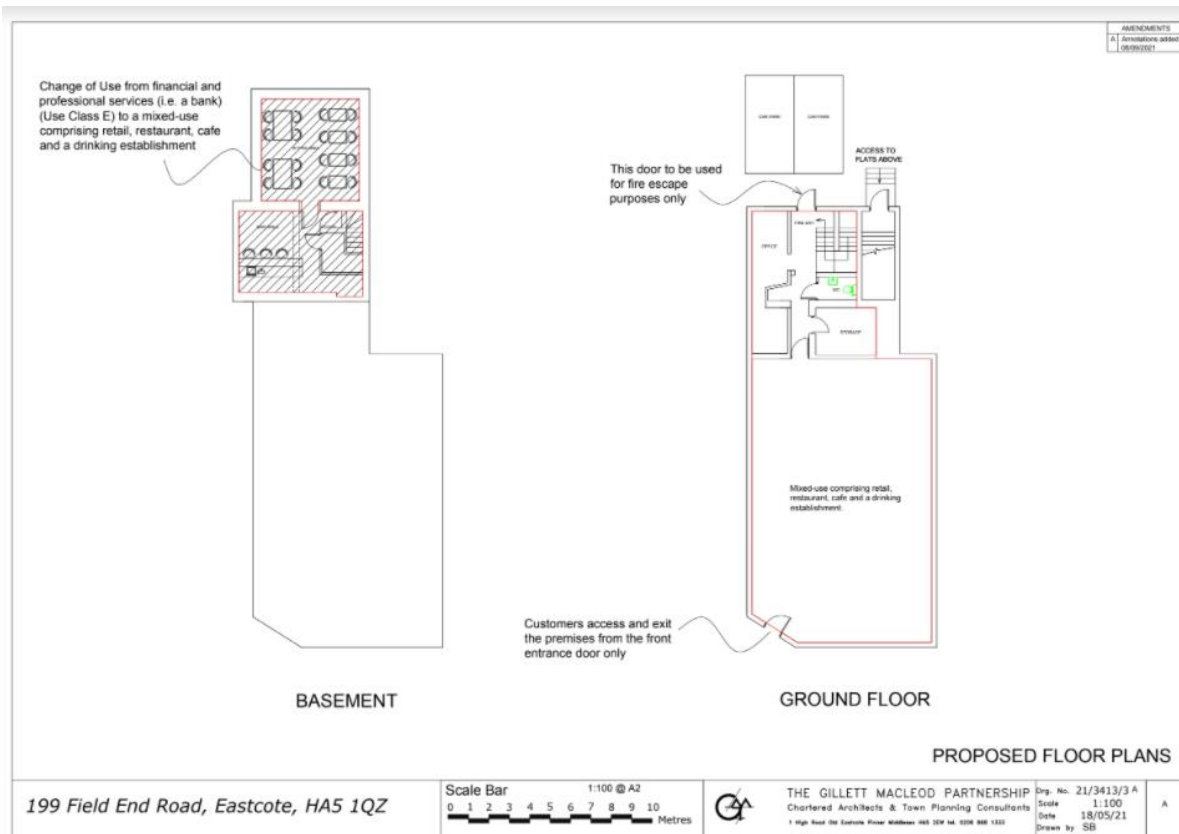 AMENDMENTS
A Annotations added
08/09/2021
Change of Use from financial and
professional services (i.e. a bank)
(Use Class E) to a mixed-use
comprising retail, restaurant, cafe
and a drinking establishment
This door to be used
for fire escape
purposes only
CAR PARK
CAR PARK
ACCESS TO
FLATS ABOVE
OFFICE
WC
STORAGE
Mixed-use comprising retail,
restaurant, cafe and a drinking
establishment.
Customers access and exit
the premises from the front
entrance door only
BASEMENT
GROUND FLOOR
PROPOSED FLOOR PLANS
199 Field End Road, Eastcote, HA5 1QZ
Scale Bar 1:100 @ A2
0 1 2 3 4 5 6 7 8 9 10
Metres
THE GILLETT MACLEOD PARTNERSHIP
Chartered Architects & Town Planning Consultants
Drg. No. 21/3413/3 A
Scale 1:100
Date 18/05/21
Drawn by SB
A